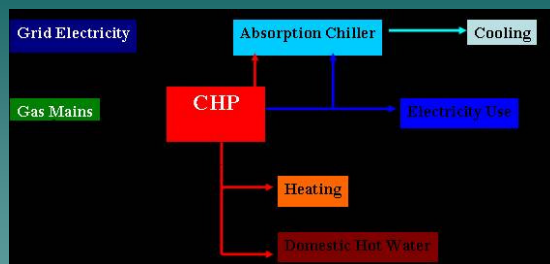 Grid Electricity
Absorption Chiller
Cooling
CHP
Gas Mains
Electricity Use
Heating
Domestic Hot Water